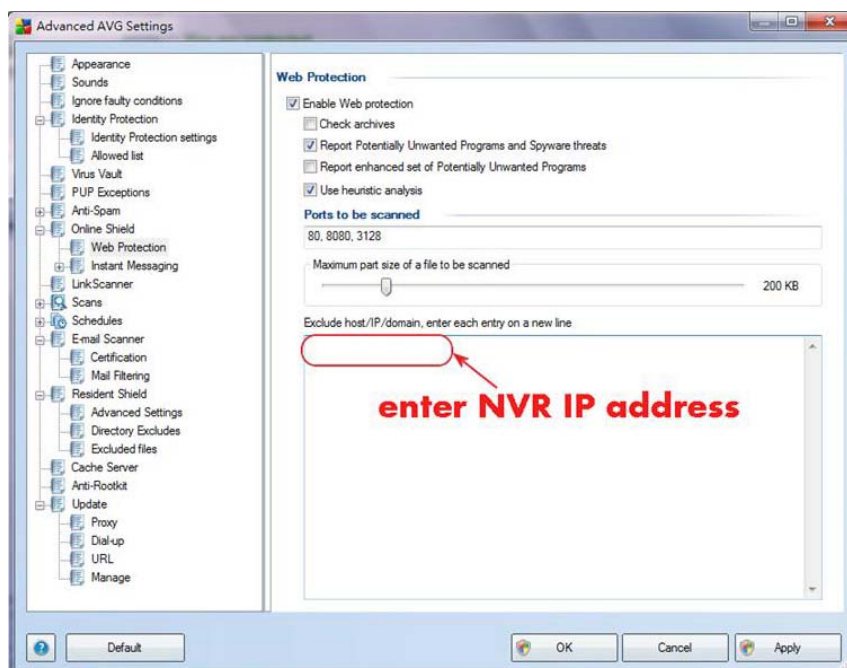 Advanced AVG Settings
Appearance
Sounds
Ignore faulty conditions
Identity Protection
Identity Protection settings
Allowed list
Virus Vault
PUP Exceptions
Anti-Spam
Online Shield
Web Protection
Instant Messaging
LinkScanner
Scans
Schedules
E-mail Scanner
Certification
Mail Filtering
Resident Shield
Advanced Settings
Directory Excludes
Excluded files
Cache Server
Anti-Rootkit
Update
Proxy
Dial-up
URL
Manage
Web Protection
Enable Web protection
Check archives
Report Potentially Unwanted Programs and Spyware threats
Report enhanced set of Potentially Unwanted Programs
Use heuristic analysis
Ports to be scanned
80, 8080, 3128
Maximum part size of a file to be scanned
200 KB
Exclude host/IP/domain, enter each entry on a new line
enter NVR IP address
Default
OK
Cancel
Apply